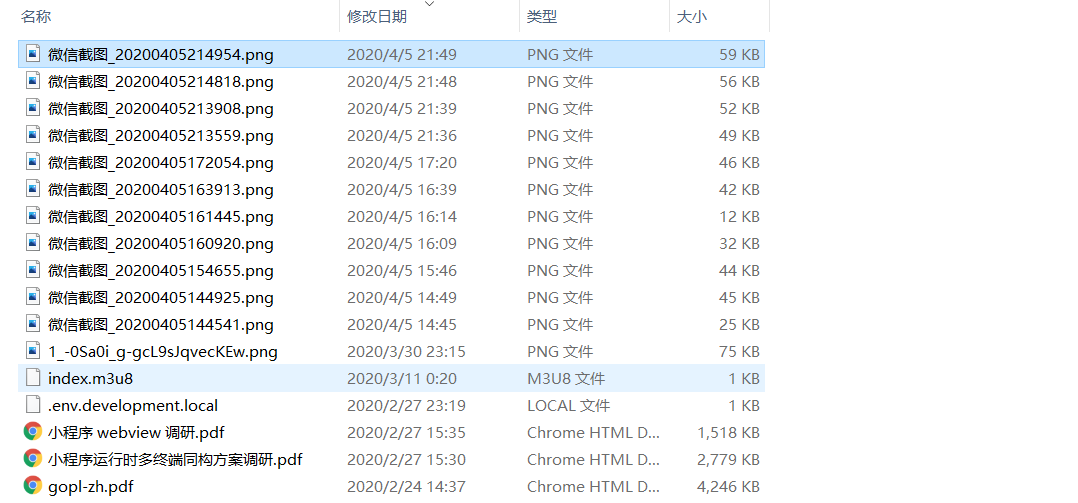 名称 修改日期 类型 大小
微信截图_20200405214954.png 2020/4/5 21:49 PNG 文件 59 KB
微信截图_20200405214818.png 2020/4/5 21:48 PNG 文件 56 KB
微信截图_20200405213908.png 2020/4/5 21:39 PNG 文件 52 KB
微信截图_20200405213559.png 2020/4/5 21:36 PNG 文件 49 KB
微信截图_20200405172054.png 2020/4/5 17:20 PNG 文件 46 KB
微信截图_20200405163913.png 2020/4/5 16:39 PNG 文件 42 KB
微信截图_20200405161445.png 2020/4/5 16:14 PNG 文件 12 KB
微信截图_20200405160920.png 2020/4/5 16:09 PNG 文件 32 KB
微信截图_20200405154655.png 2020/4/5 15:46 PNG 文件 44 KB
微信截图_20200405144925.png 2020/4/5 14:49 PNG 文件 45 KB
微信截图_20200405144541.png 2020/4/5 14:45 PNG 文件 25 KB
1_-0Sa0i_g-gcL9sJqvecKEw.png 2020/3/30 23:15 PNG 文件 75 KB
index.m3u8 2020/3/11 0:20 M3U8 文件 1 KB
.env.development.local 2020/2/27 23:19 LOCAL 文件 1 KB
小程序 webview 调研.pdf 2020/2/27 15:35 Chrome HTML D... 1,518 KB
小程序运行时多终端同构方案调研.pdf 2020/2/27 15:30 Chrome HTML D... 2,779 KB
gopl-zh.pdf 2020/2/24 14:37 Chrome HTML D... 4,246 KB